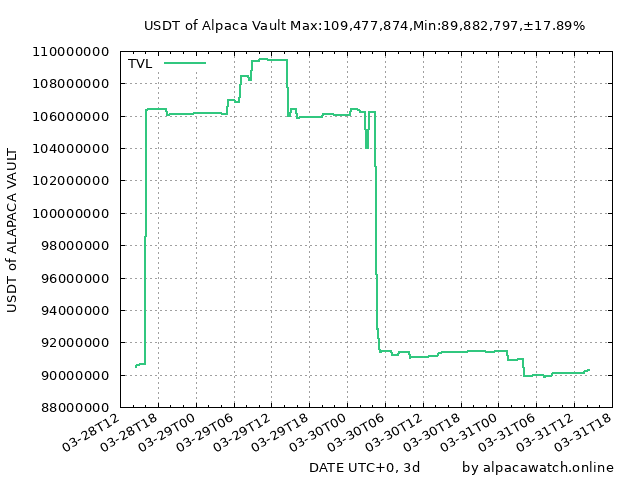 USDT of Alpaca Vault Max:109,477,874,Min:89,882,797,±17.89%
TVL
110000000
108000000
106000000
104000000
102000000
100000000
98000000
96000000
94000000
92000000
90000000
88000000
USDT of ALAPACA VAULT
03-28T12
03-28T18
03-29T00
03-29T06
03-29T12
03-29T18
03-30T00
03-30T06
03-30T12
03-30T18
03-31T00
03-31T06
03-31T12
03-31T18
DATE UTC+0, 3d
by alpacawatch.online